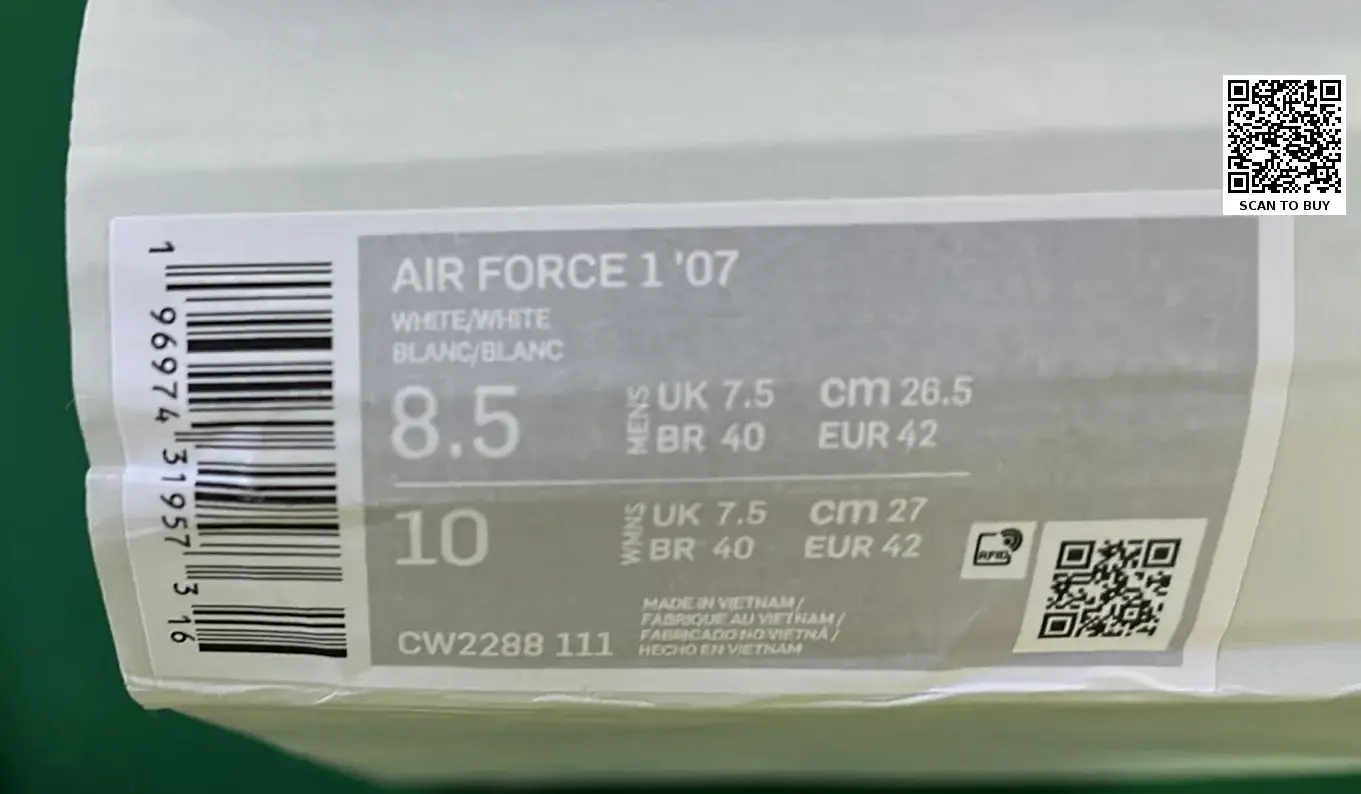 SCAN TO BUY
AIR FORCE 1 '07
WHITE/WHITE
BLANC/BLANC
8.5 MENS UK 7.5 cm 26.5
BR 40 EUR 42
10 WMNS UK 7.5 cm 27
BR 40 EUR 42
RFID
MADE IN VIETNAM/
FABRIQUE AU VIETNAM/
FABRICADO NO VIETNÃ/
HECHO EN VIETNAM
CW2288 111
1 96974 31957 3 16